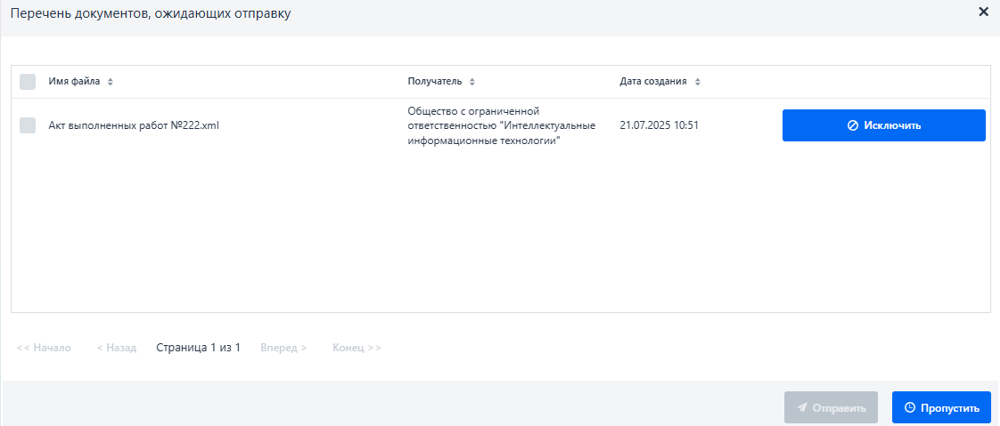 Перечень документов, ожидающих отправку
Имя файла
Получатель
Дата создания
Акт выполненных работ №222.xml
Общество с ограниченной
ответственностью "Интеллектуальные
информационные технологии"
21.07.2025 10:51
Исключить
<< Начало
< Назад
Страница 1 из 1
Вперед >
Конец >>
Отправить
Пропустить